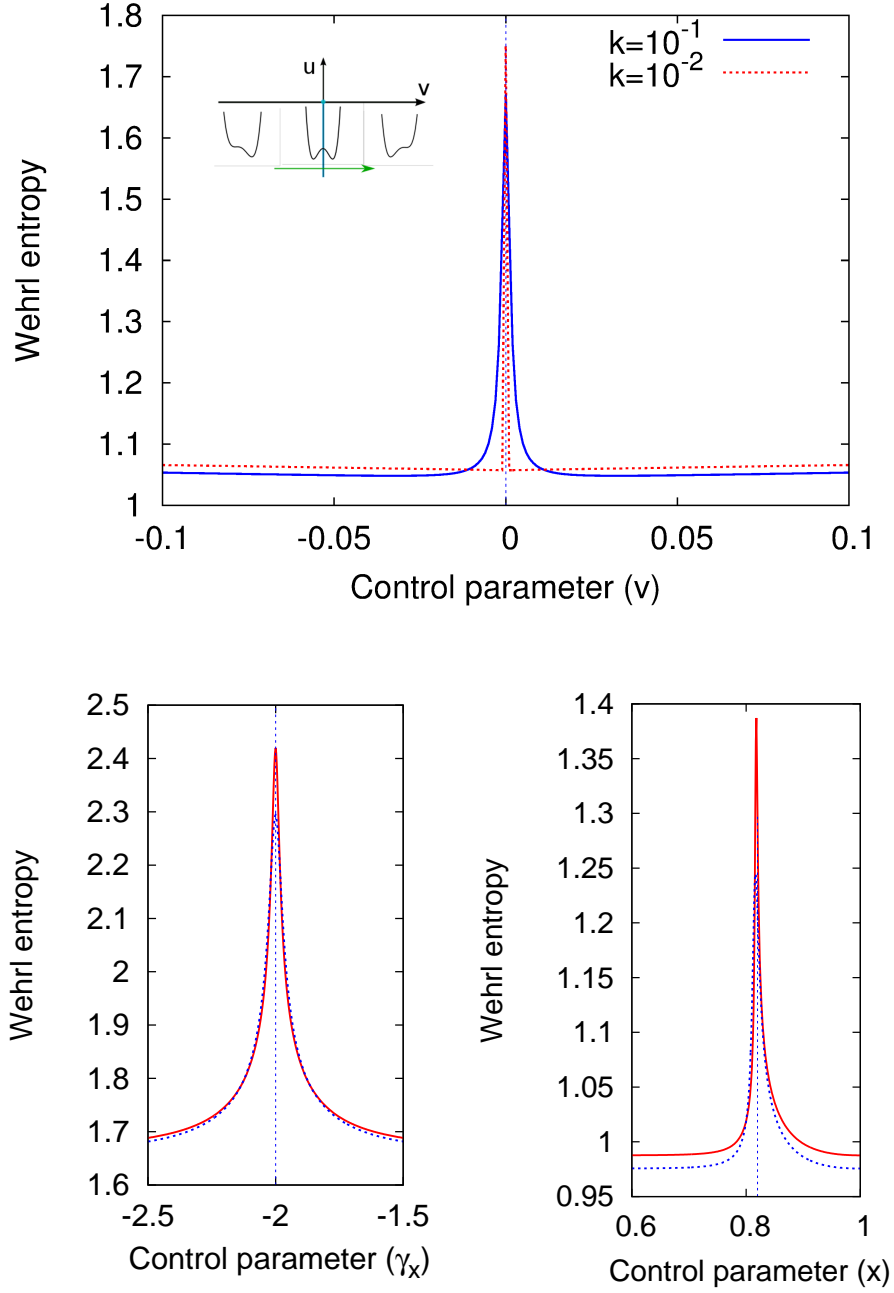 1.8
1.7
1.6
1.5
1.4
1.3
1.2
1.1
1
Wehrl entropy
k=10⁻¹
k=10⁻²
u
v
-0.1 -0.05 0 0.05 0.1
Control parameter (v)
2.5
2.4
2.3
2.2
2.1
2
1.9
1.8
1.7
1.6
Wehrl entropy
-2.5 -2 -1.5
Control parameter (γₓ)
1.4
1.35
1.3
1.25
1.2
1.15
1.1
1.05
1
0.95
Wehrl entropy
0.6 0.8 1
Control parameter (x)